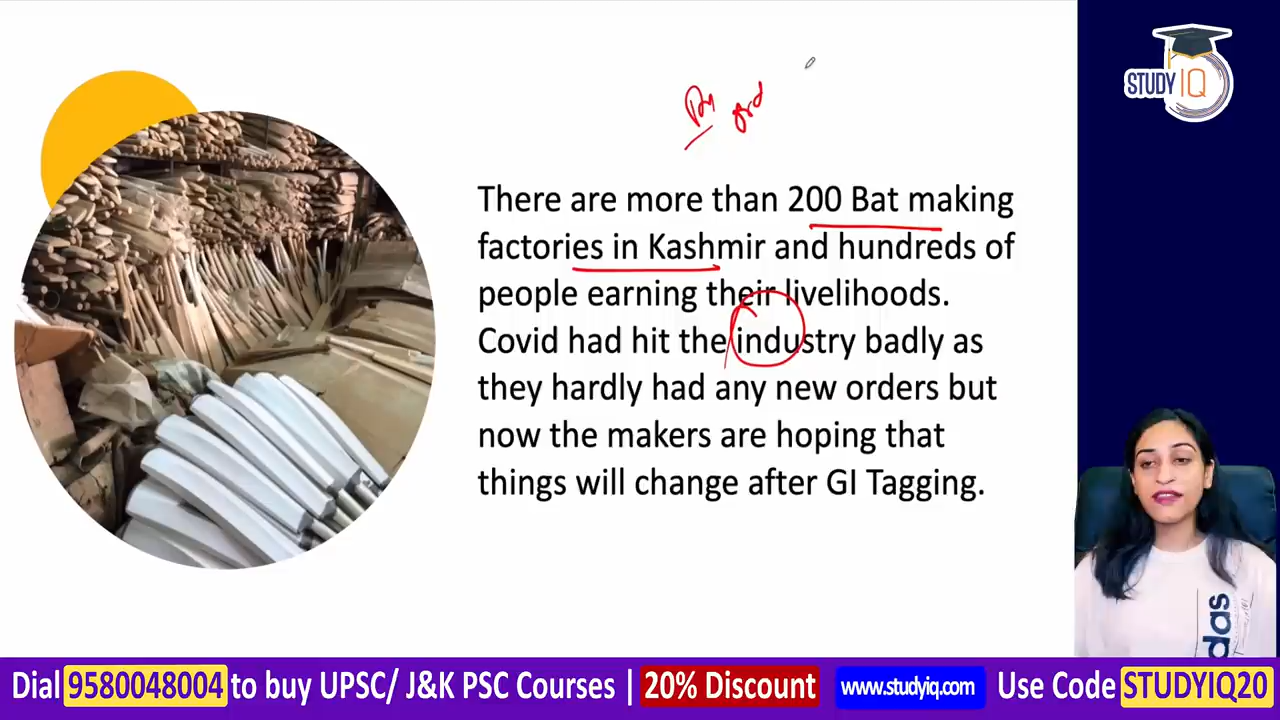 STUDY IQ
There are more than 200 Bat making
factories in Kashmir and hundreds of
people earning their livelihoods.
Covid had hit the industry badly as
they hardly had any new orders but
now the makers are hoping that
things will change after GI Tagging.
das
Dial 9580048004 to buy UPSC/ J&K PSC Courses | 20% Discount www.studyiq.com Use Code STUDYIQ20